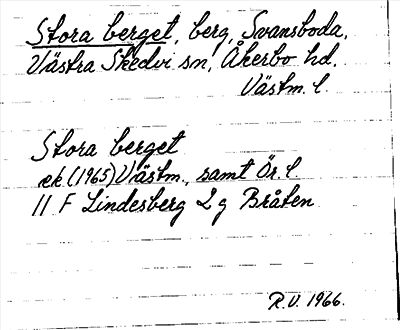 Stora berget, berg, Svansboda,
Västra Skedvi sn, Åkerbo hd.
Västm. l.
Stora berget
ek (1965) Västm., samt Ör. l.
11 F Lindesberg 2 g Bråten.
R.V. 1966.